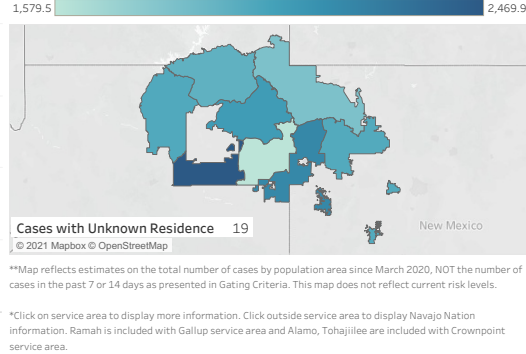 1,579.5 2,469.9
New Mexico
Cases with Unknown Residence 19
© 2021 Mapbox © OpenStreetMap
**Map reflects estimates on the total number of cases by population area since March 2020, NOT the number of
cases in the past 7 or 14 days as presented in Gating Criteria. This map does not reflect current risk levels.
*Click on service area to display more information. Click outside service area to display Navajo Nation
information. Ramah is included with Gallup service area and Alamo, Tohajiilee are included with Crownpoint
service area.